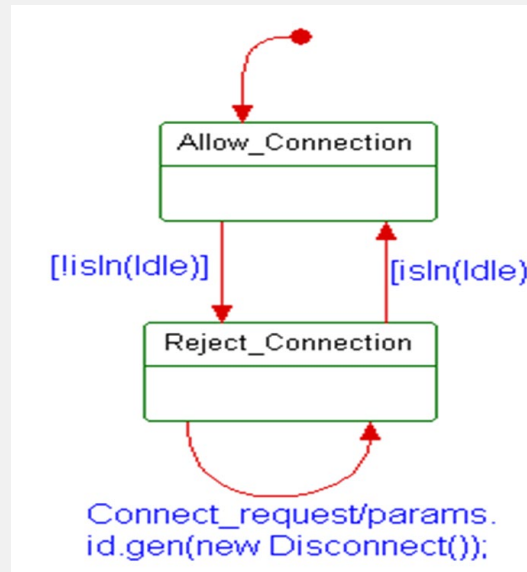 Allow_Connection
[!isIn(Idle)]
[isIn(Idle)
Reject_Connection
Connect_request/params.
id.gen(new Disconnect());